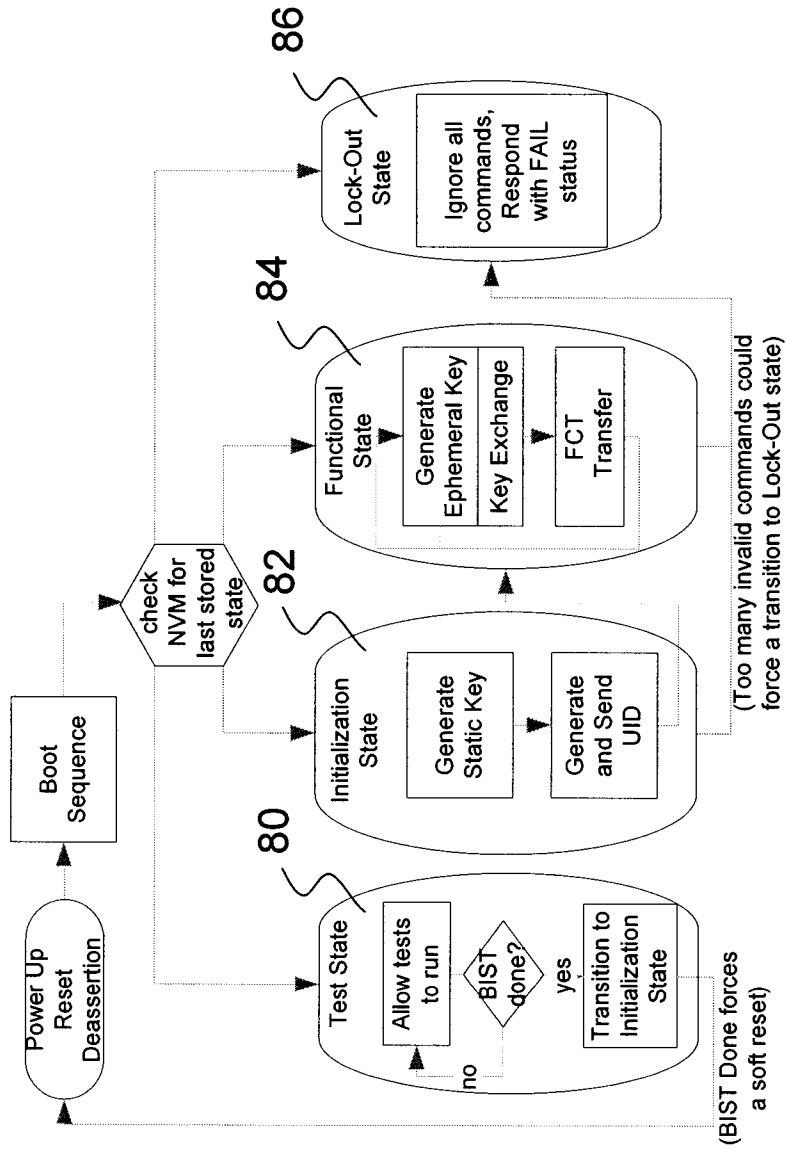 Power Up
Reset
Deassertion
Boot
Sequence
check
NVM for
last stored
state
80
Test State
Allow tests
to run
BIST
done?
no
yes
Transition to
Initialization
State
(BIST Done forces
a soft reset)
82
Initialization
State
Generate
Static Key
Generate
and Send
UID
84
Functional
State
Generate
Ephemeral Key
Key Exchange
FCT
Transfer
86
Lock-Out
State
Ignore all
commands,
Respond
with FAIL
status
(Too many invalid commands could
force a transition to Lock-Out state)